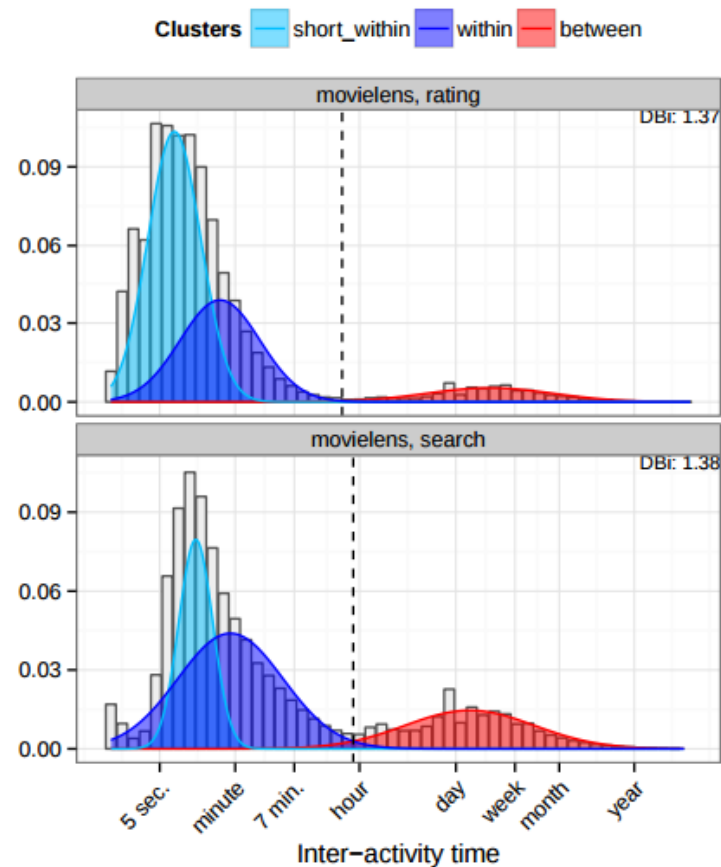 Clusters short_within within between
movielens, rating
DBi: 1.37
0.09
0.06
0.03
0.00
movielens, search
DBi: 1.38
0.09
0.06
0.03
0.00
5 sec. minute 7 min. hour day week month year
Inter−activity time